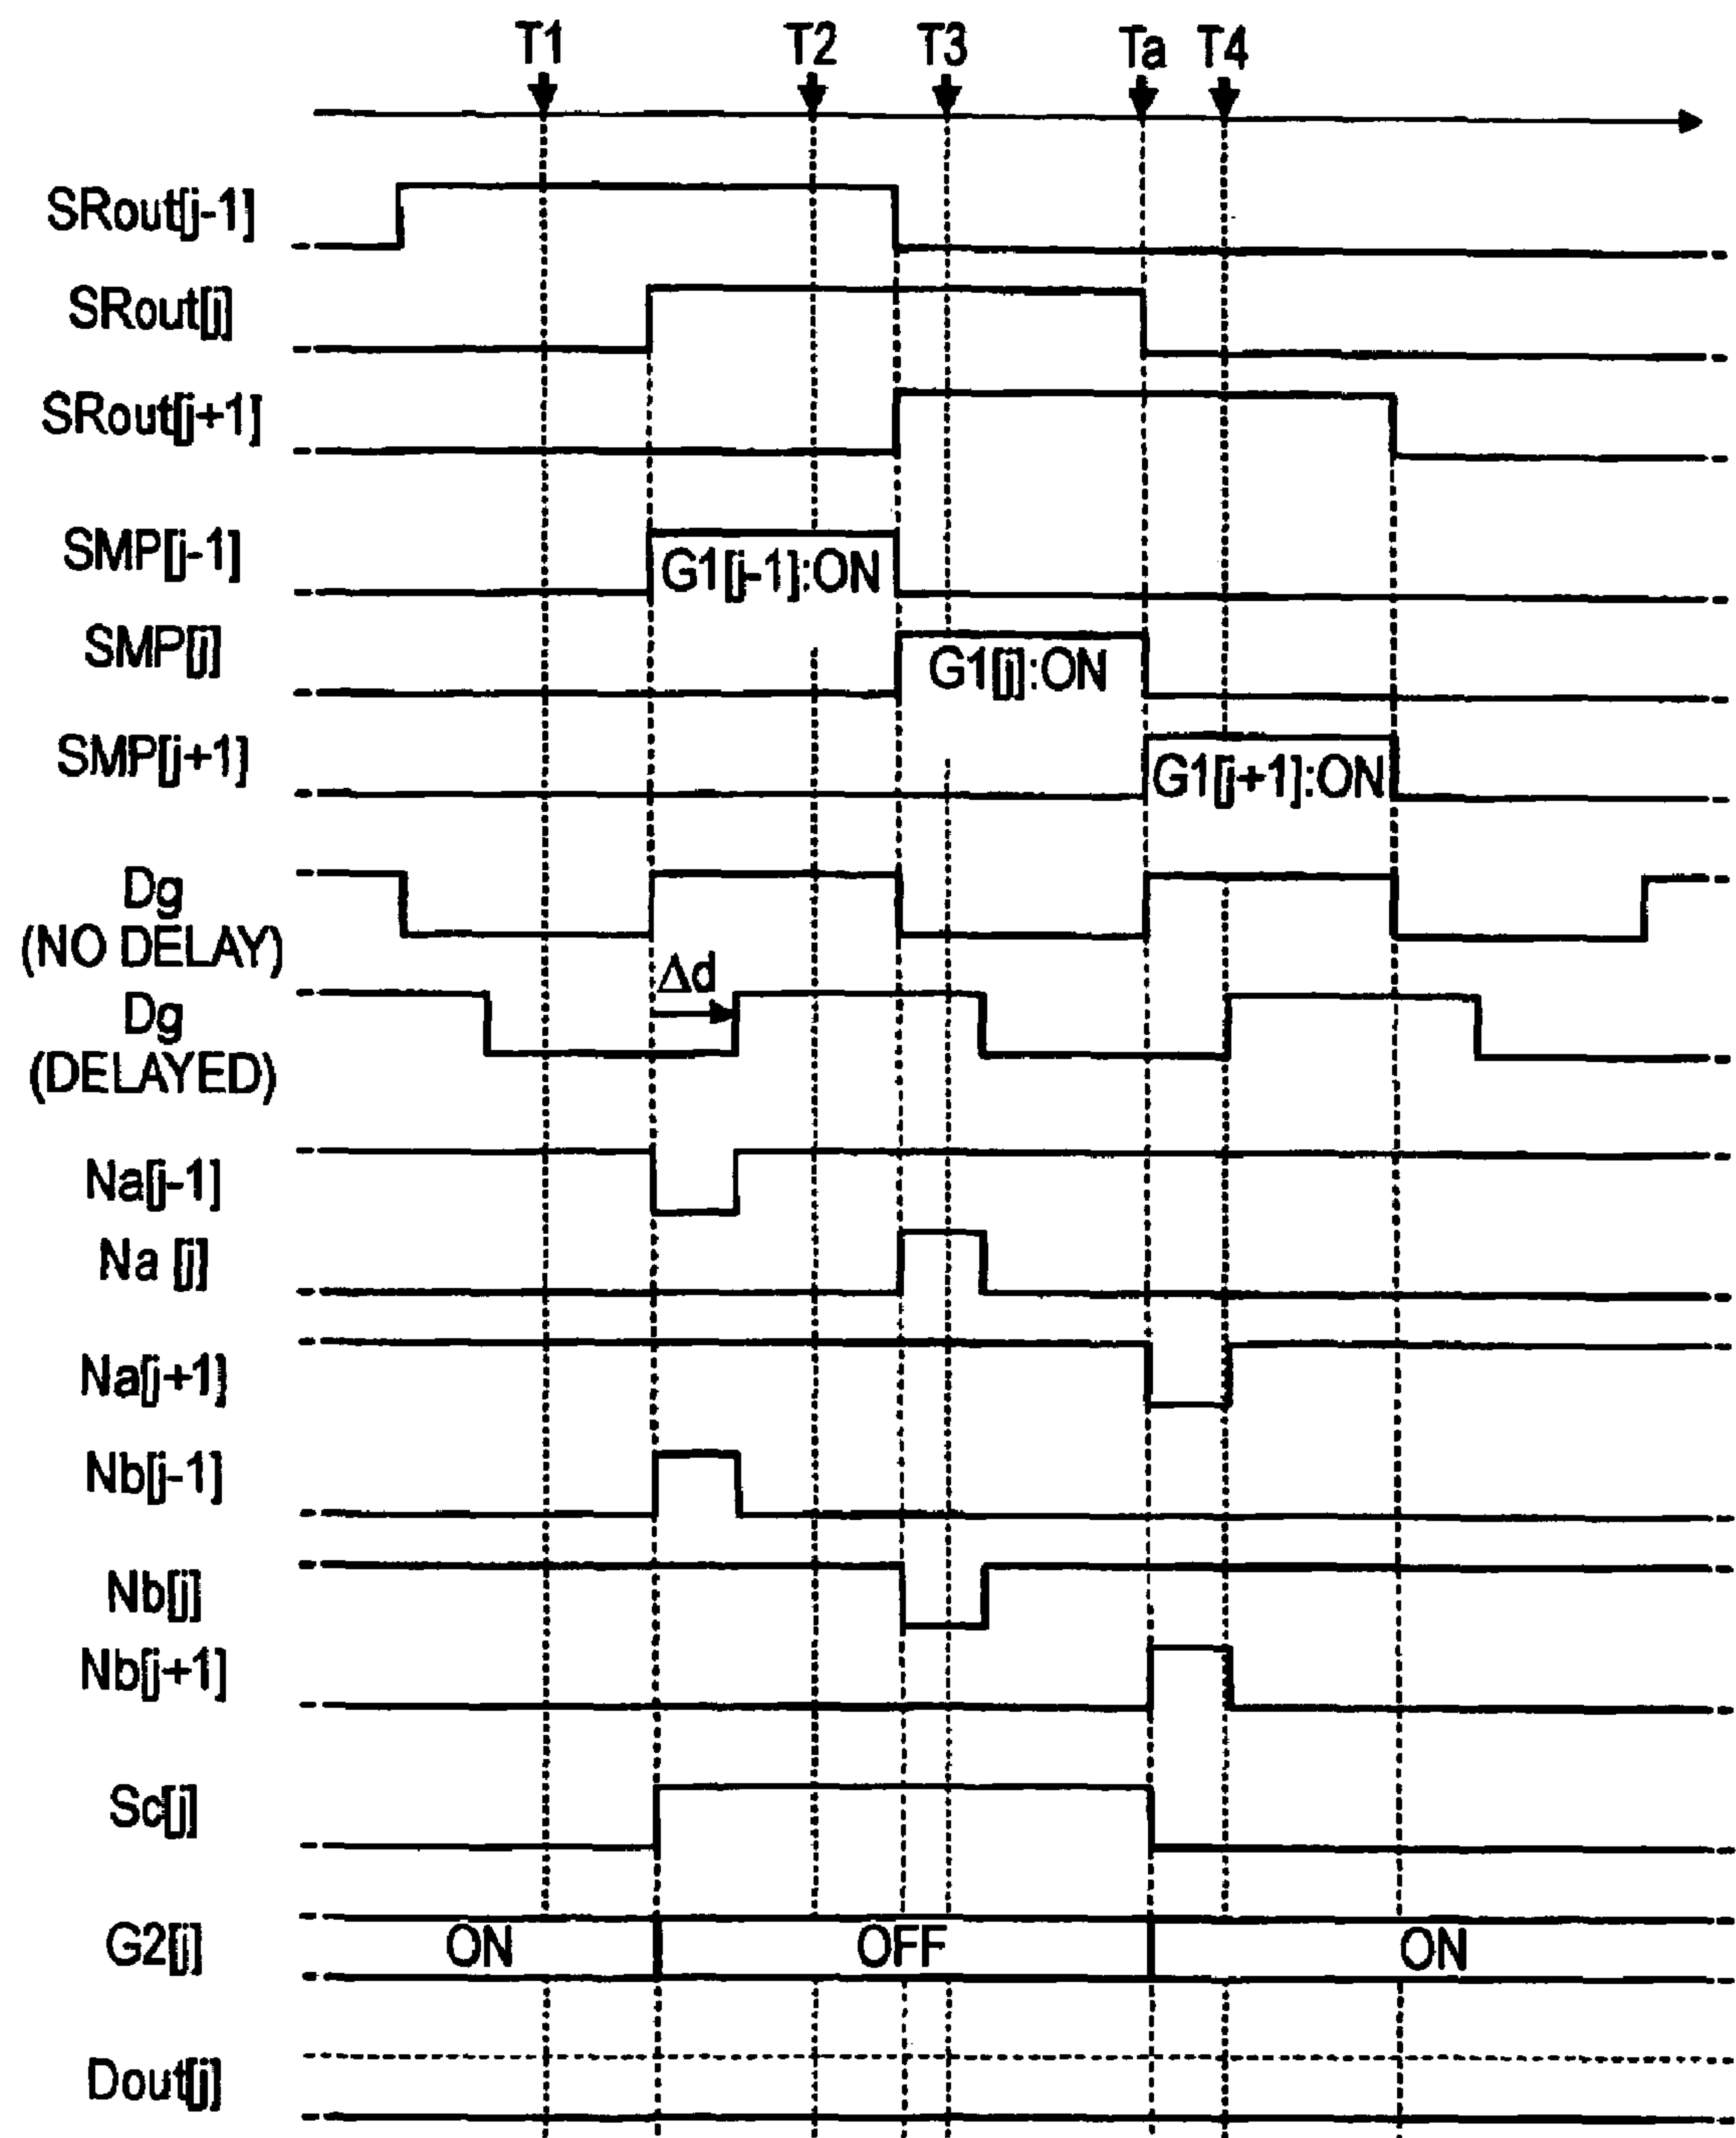 T1 T2 T3 Ta T4
SRout[j-1]
SRout[j]
SRout[j+1]
SMP[j-1]
G1[j-1]:ON
SMP[j]
G1[j]:ON
SMP[j+1]
G1[j+1]:ON
Dg
(NO DELAY)
Δd
Dg
(DELAYED)
Na[j-1]
Na [j]
Na[j+1]
Nb[j-1]
Nb[j]
Nb[j+1]
Sc[j]
G2[j] ON OFF ON
Dout[j]